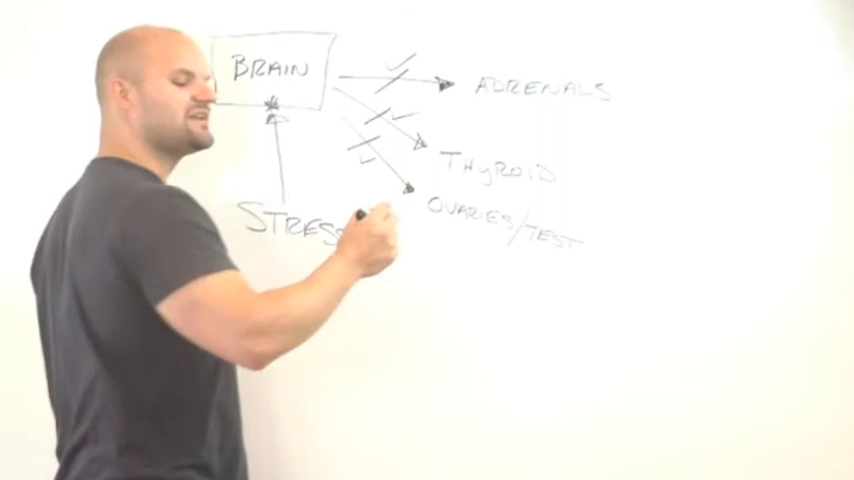 BRAIN
ADRENALS
THYROID
OVARIES/TEST
STRESS